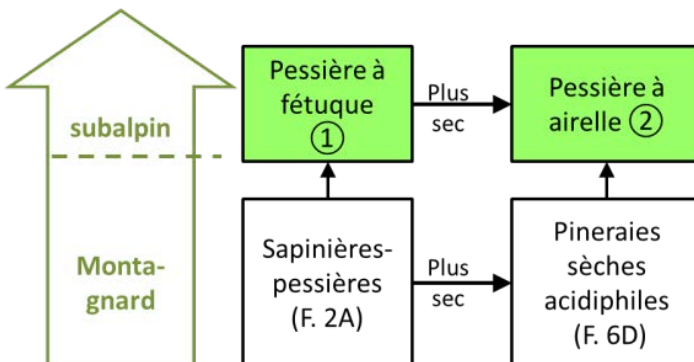 subalpin
Monta-
gnard
Pessière à
fétuque
①
Plus
sec
Pessière à
airelle ②
Sapinières-
pessières
(F. 2A)
Plus
sec
Pineraies
sèches
acidiphiles
(F. 6D)